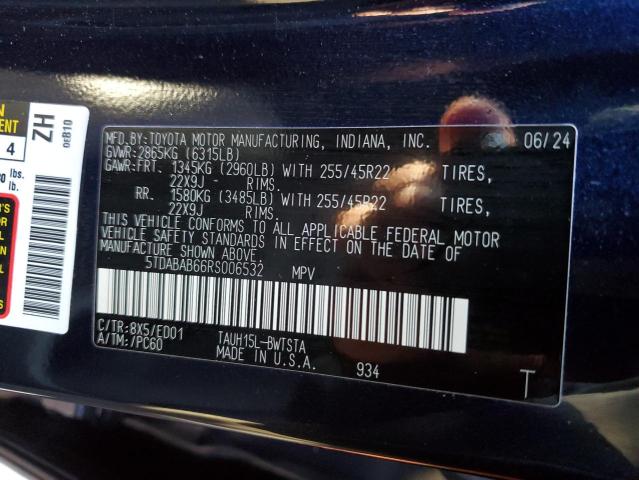 MFD.BY:TOYOTA MOTOR MANUFACTURING, INDIANA, INC. 06/24
GVWR:2865KG (6315LB)
GAWR:FRT. 1345KG (2960LB) WITH 255/45R22 TIRES,
22X9J - RIMS.
RR. 1580KG (3485LB) WITH 255/45R22 TIRES,
22X9J RIMS.
THIS VEHICLE CONFORMS TO ALL APPLICABLE FEDERAL MOTOR
VEHICLE SAFETY STANDARDS IN EFFECT ON THE DATE OF
MANUFACTURE SHOWN ABOVE.
5TDABAB66RS006532 MPV
C/TR:8X5/ED01 TAUH15L-BWTSTA
A/TM:/PC60 MADE IN U.S.A. 934
T
ZH
4
lbs.
lb.